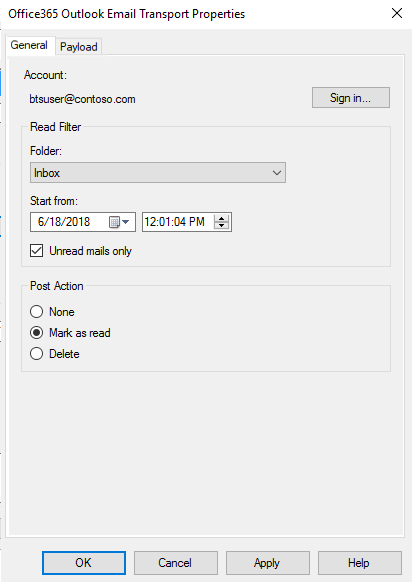 Office365 Outlook Email Transport Properties
General Payload
Account:
btsuser@contoso.com Sign in...
Read Filter
Folder:
Inbox
Start from:
6/18/2018 12:01:04 PM
Unread mails only
Post Action
None
Mark as read
Delete
OK Cancel Apply Help